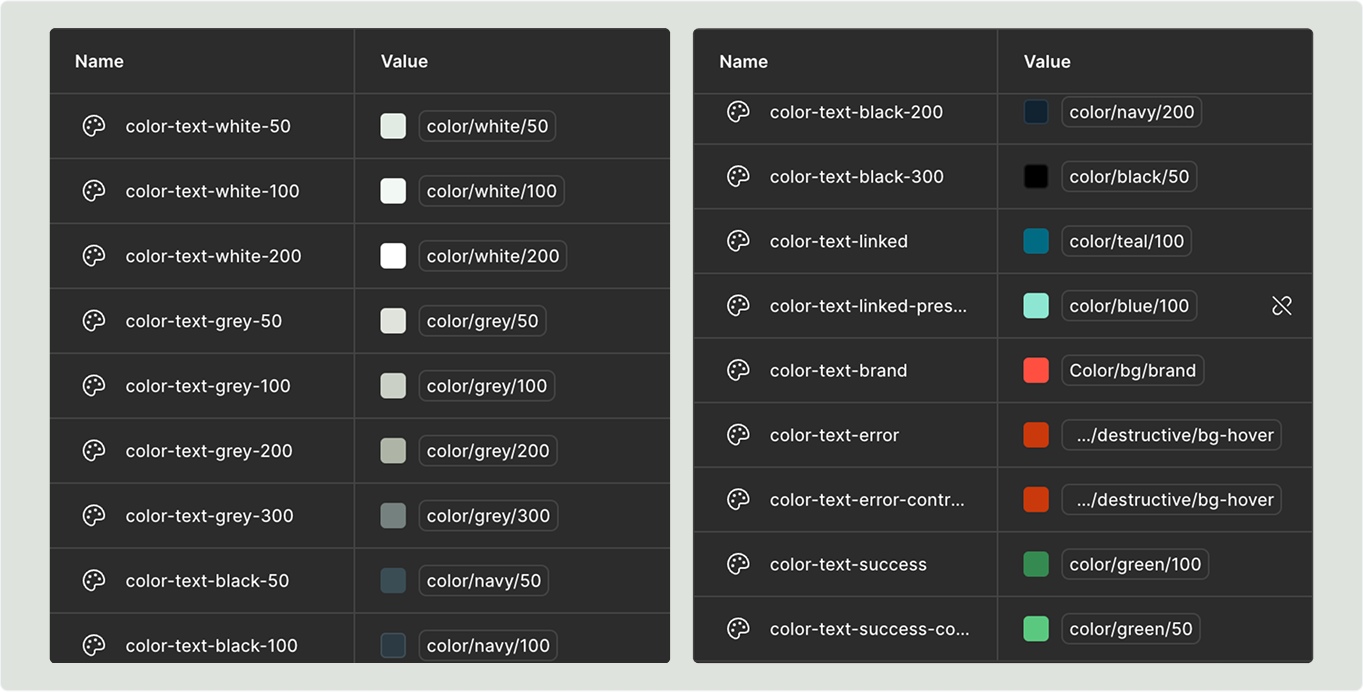 Name Value
color-text-white-50 color/white/50
color-text-white-100 color/white/100
color-text-white-200 color/white/200
color-text-grey-50 color/grey/50
color-text-grey-100 color/grey/100
color-text-grey-200 color/grey/200
color-text-grey-300 color/grey/300
color-text-black-50 color/navy/50
color-text-black-100 color/navy/100
Name Value
color-text-black-200 color/navy/200
color-text-black-300 color/black/50
color-text-linked color/teal/100
color-text-linked-pres... color/blue/100
color-text-brand Color/bg/brand
color-text-error .../destructive/bg-hover
color-text-error-contr... .../destructive/bg-hover
color-text-success color/green/100
color-text-success-co... color/green/50